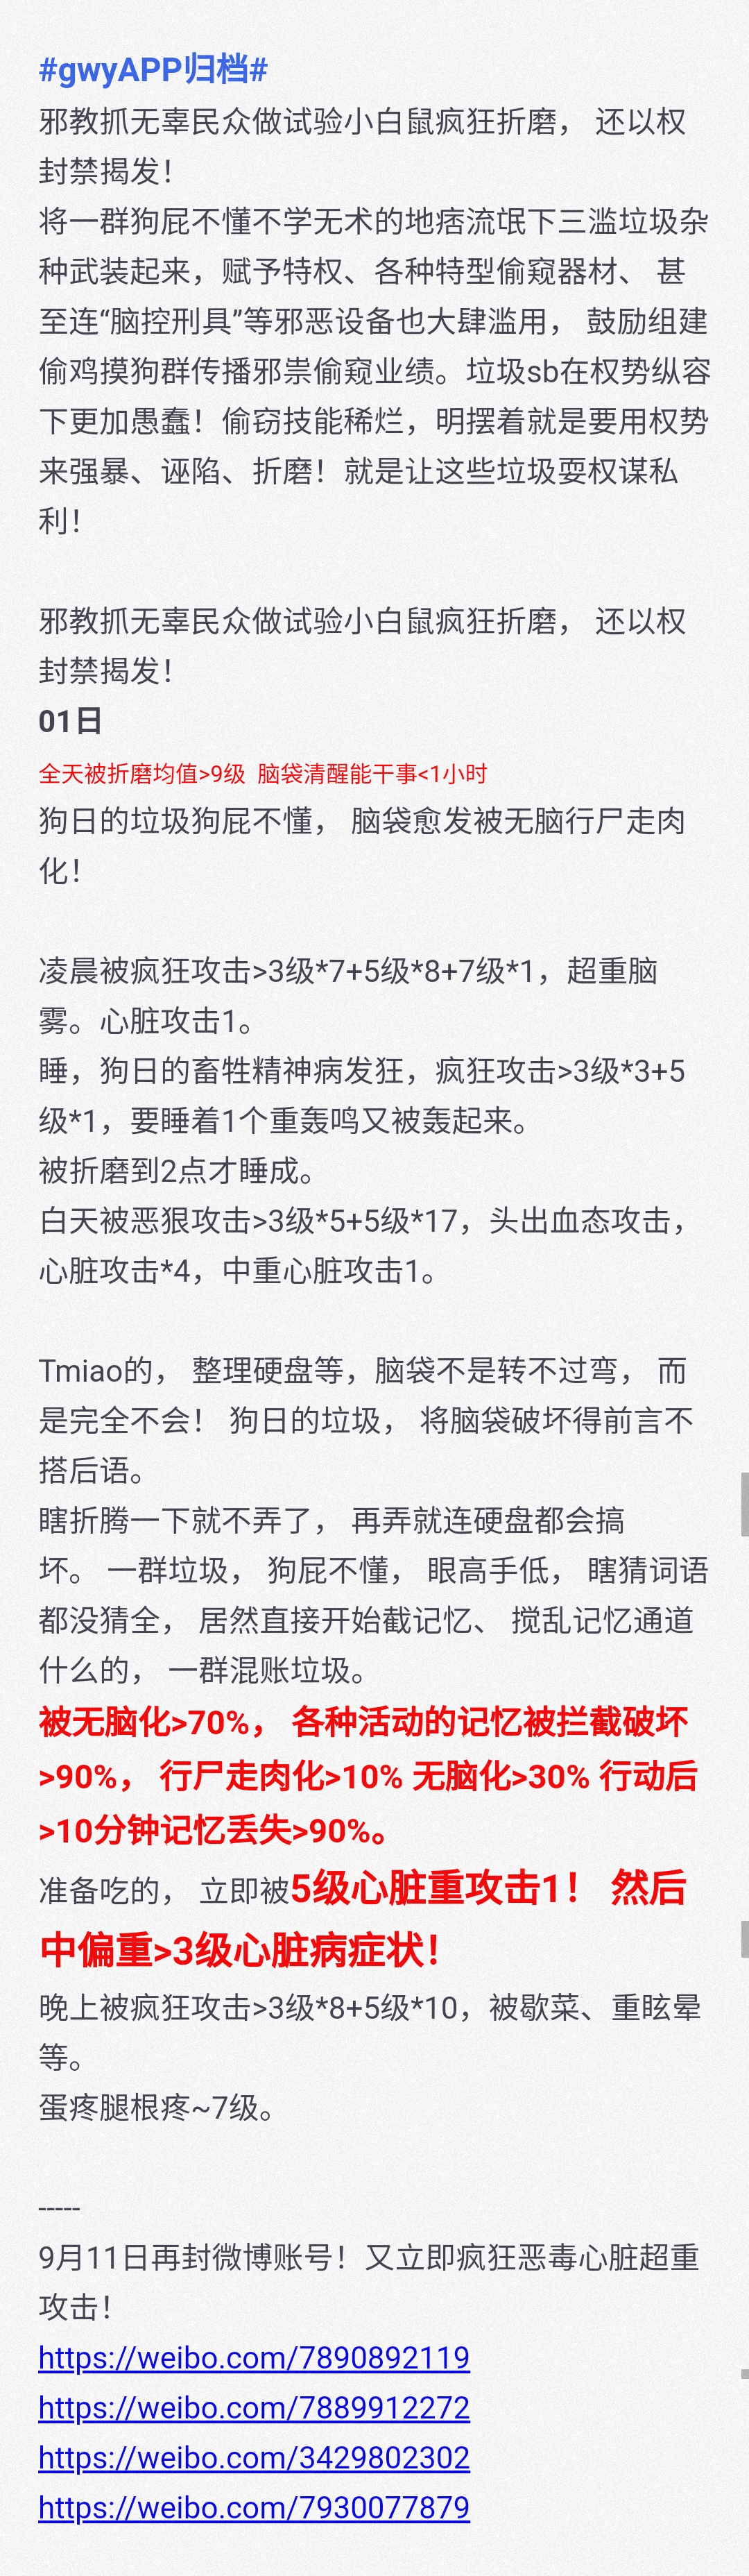 #gwyAPP归档#
邪教抓无辜民众做试验小白鼠疯狂折磨， 还以权
封禁揭发！
将一群狗屁不懂不学无术的地痞流氓下三滥垃圾杂
种武装起来，赋予特权、各种特型偷窥器材、 甚
至连“脑控刑具”等邪恶设备也大肆滥用， 鼓励组建
偷鸡摸狗群传播邪祟偷窥业绩。垃圾sb在权势纵容
下更加愚蠢！偷窃技能稀烂，明摆着就是要用权势
来强暴、诬陷、折磨！就是让这些垃圾耍权谋私
利！
邪教抓无辜民众做试验小白鼠疯狂折磨， 还以权
封禁揭发！
01日
全天被折磨均值>9级 脑袋清醒能干事<1小时
狗日的垃圾狗屁不懂， 脑袋愈发被无脑行尸走肉
化！
凌晨被疯狂攻击>3级*7+5级*8+7级*1，超重脑
雾。心脏攻击1。
睡，狗日的畜牲精神病发狂，疯狂攻击>3级*3+5
级*1，要睡着1个重轰鸣又被轰起来。
被折磨到2点才睡成。
白天被恶狠攻击>3级*5+5级*17，头出血态攻击，
心脏攻击*4，中重心脏攻击1。
Tmiao的， 整理硬盘等，脑袋不是转不过弯， 而
是完全不会！ 狗日的垃圾， 将脑袋破坏得前言不
搭后语。
瞎折腾一下就不弄了， 再弄就连硬盘都会搞
坏。 一群垃圾， 狗屁不懂， 眼高手低， 瞎猜词语
都没猜全， 居然直接开始截记忆、 搅乱记忆通道
什么的， 一群混账垃圾。
被无脑化>70%， 各种活动的记忆被拦截破坏
>90%， 行尸走肉化>10% 无脑化>30% 行动后
>10分钟记忆丢失>90%。
准备吃的， 立即被5级心脏重攻击1！ 然后
中偏重>3级心脏病症状！
晚上被疯狂攻击>3级*8+5级*10，被歇菜、重眩晕
等。
蛋疼腿根疼~7级。
-----
9月11日再封微博账号！又立即疯狂恶毒心脏超重
攻击！
https://weibo.com/7890892119
https://weibo.com/7889912272
https://weibo.com/3429802302
https://weibo.com/7930077879